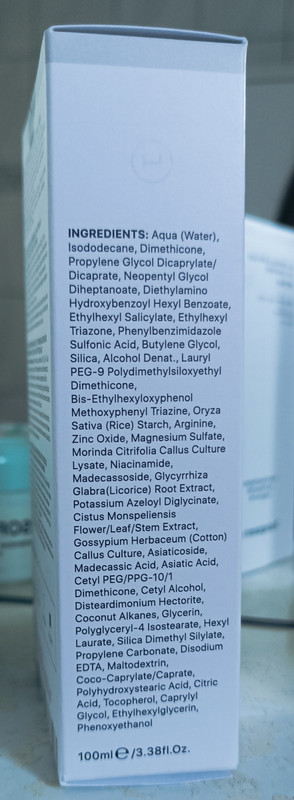 INGREDIENTS: Aqua (Water),
Isododecane, Dimethicone,
Propylene Glycol Dicaprylate/
Dicaprate, Neopentyl Glycol
Diheptanoate, Diethylamino
Hydroxybenzoyl Hexyl Benzoate,
Ethylhexyl Salicylate, Ethylhexyl
Triazone, Phenylbenzimidazole
Sulfonic Acid, Butylene Glycol,
Silica, Alcohol Denat., Lauryl
PEG-9 Polydimethylsiloxyethyl
Dimethicone,
Bis-Ethylhexyloxyphenol
Methoxyphenyl Triazine, Oryza
Sativa (Rice) Starch, Arginine,
Zinc Oxide, Magnesium Sulfate,
Morinda Citrifolia Callus Culture
Lysate, Niacinamide,
Madecassoside, Glycyrrhiza
Glabra(Licorice) Root Extract,
Potassium Azeloyl Diglycinate,
Cistus Monspeliensis
Flower/Leaf/Stem Extract,
Gossypium Herbaceum (Cotton)
Callus Culture, Asiaticoside,
Madecassic Acid, Asiatic Acid,
Cetyl PEG/PPG-10/1
Dimethicone, Cetyl Alcohol,
Disteardimonium Hectorite,
Coconut Alkanes, Glycerin,
Polyglyceryl-4 Isostearate, Hexyl
Laurate, Silica Dimethyl Silylate,
Propylene Carbonate, Disodium
EDTA, Maltodextrin,
Coco-Caprylate/Caprate,
Polyhydroxystearic Acid, Citric
Acid, Tocopherol, Caprylyl
Glycol, Ethylhexylglycerin,
Phenoxyethanol
100ml ℮ /3.38fl.Oz.